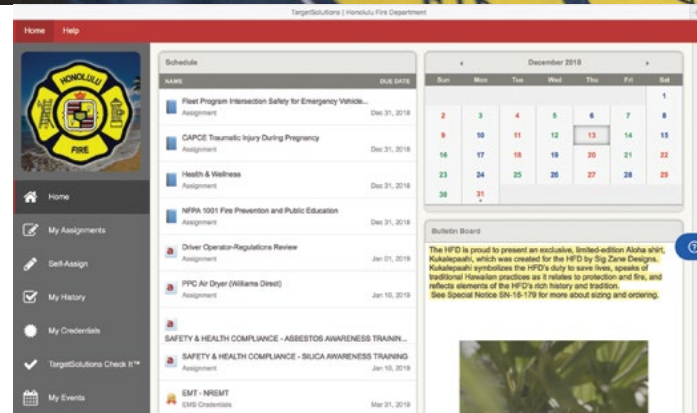 TargetSolutions | Honolulu Fire Department
Home Help
HONOLULU
FIRE
Home
My Assignments
Self-Assign
My History
My Credentials
TargetSolutions Check It™
My Events
Schedule
NAME DUE DATE
Fleet Program Intersection Safety for Emergency Vehicle...
Assignment Dec 31, 2018
CAPCE Traumatic Injury During Pregnancy
Assignment Dec 31, 2018
Health & Wellness
Assignment Dec 31, 2018
NFPA 1001 Fire Prevention and Public Education
Assignment Dec 31, 2018
Driver Operator-Regulations Review
Assignment Jan 01, 2019
PPC Air Dryer (Williams Direct)
Assignment Jan 10, 2019
SAFETY & HEALTH COMPLIANCE - ASBESTOS AWARENESS TRAININ...
SAFETY & HEALTH COMPLIANCE - SILICA AWARENESS TRAINING
Assignment Jan 10, 2019
EMT - NREMT
EMS Credentials Mar 31, 2019
December 2018
Sun Mon Tue Wed Thu Fri Sat
1
2 3 4 5 6 7 8
9 10 11 12 13 14 15
16 17 18 19 20 21 22
23 24 25 26 27 28 29
30 31
Bulletin Board
The HFD is proud to present an exclusive, limited-edition Aloha shirt,
Kukalepaahi, which was created for the HFD by Sig Zane Designs.
Kukalepaahi symbolizes the HFD's duty to save lives, speaks of
traditional Hawaiian practices as it relates to protection and fire, and
reflects elements of the HFD's rich history and tradition.
See Special Notice SN-18-179 for more about sizing and ordering.